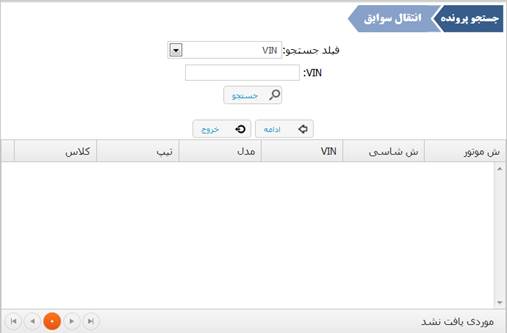 جستجو پرونده انتقال سوابق
فیلد جستجو: VIN
VIN:
جستجو
ادامه خروج
ش موتور ش شاسی VIN مدل تیپ کلاس
موردی یافت نشد